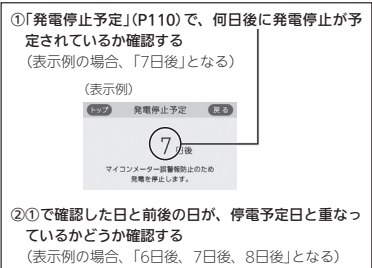 ①｢発電停止予定｣(P110)で、何日後に発電停止が予
定されているか確認する
(表示例の場合、｢7日後｣となる)
(表示例)
トップ 発電停止予定 戻る
7日後
マイコンメーター誤警報防止のため
発電を停止します。
②①で確認した日と前後の日が、停電予定日と重なっ
ているかどうか確認する
(表示例の場合、｢6日後、7日後、8日後｣となる)